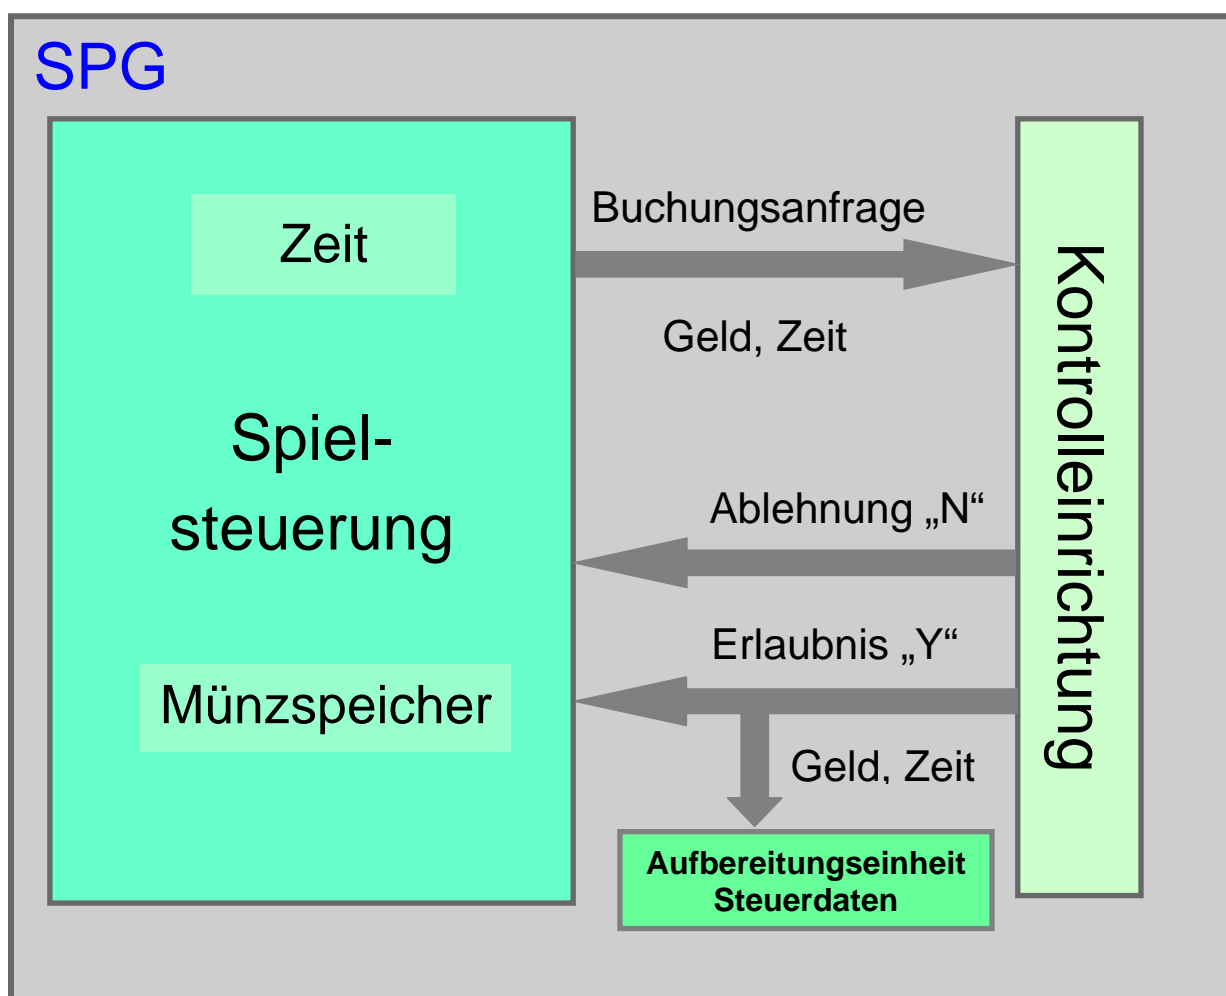 SPG
Zeit
Spiel-
steuerung
Münzspeicher
Buchungsanfrage
Geld, Zeit
Ablehnung „N“
Erlaubnis „Y“
Geld, Zeit
Aufbereitungseinheit
Steuerdaten
Kontrolleinrichtung